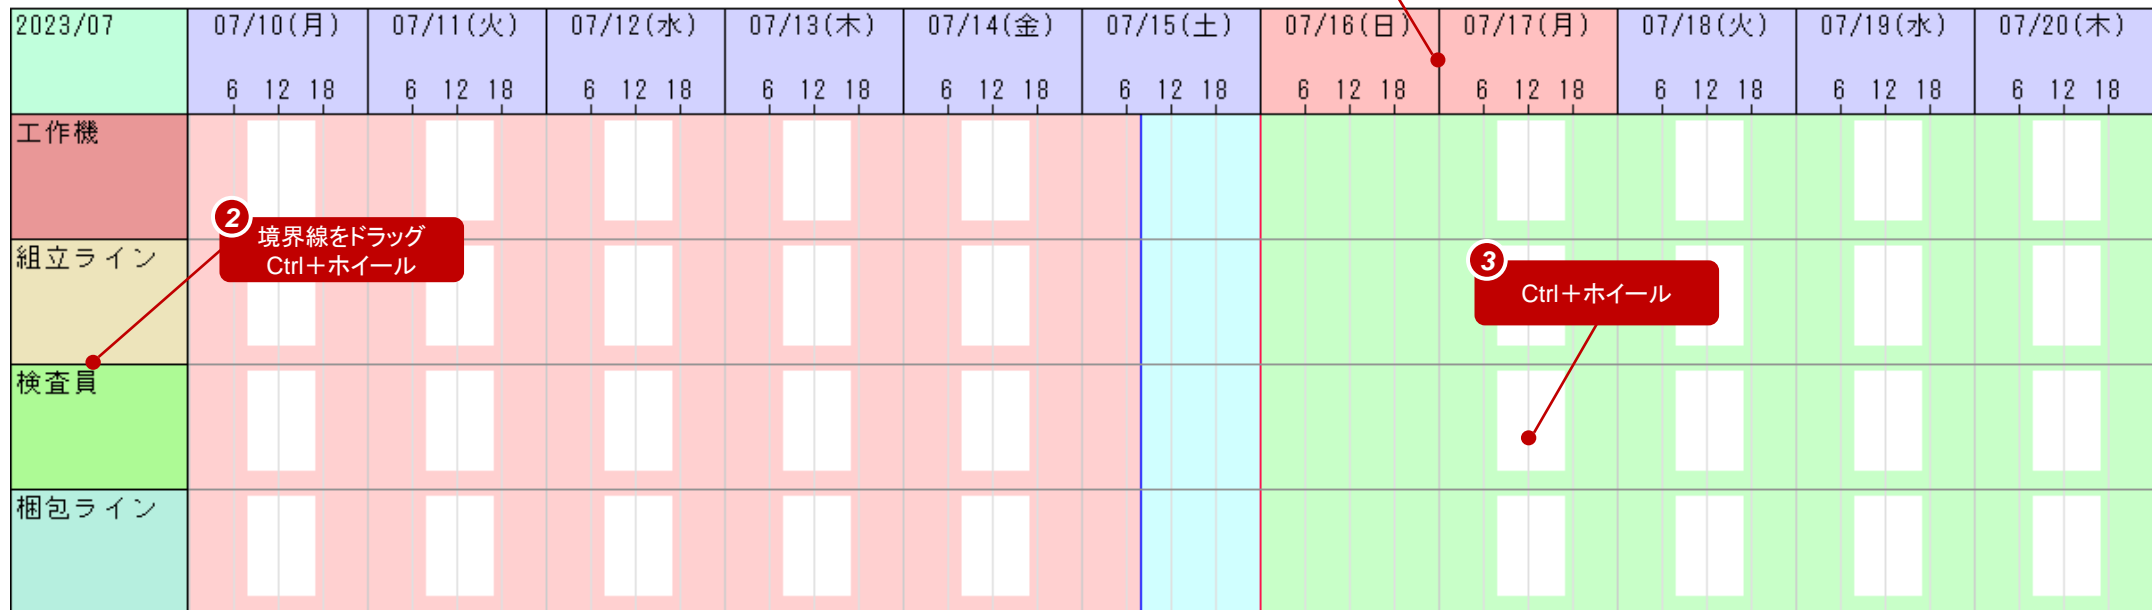 2023/07 07/10(月) 07/11(火) 07/12(水) 07/13(木) 07/14(金) 07/15(土) 07/16(日) 07/17(月) 07/18(火) 07/19(水) 07/20(木)
6 12 18 6 12 18 6 12 18 6 12 18 6 12 18 6 12 18 6 12 18 6 12 18 6 12 18 6 12 18 6 12 18
工作機
2
境界線をドラッグ
Ctrl＋ホイール
組立ライン
3
Ctrl＋ホイール
検査員
梱包ライン